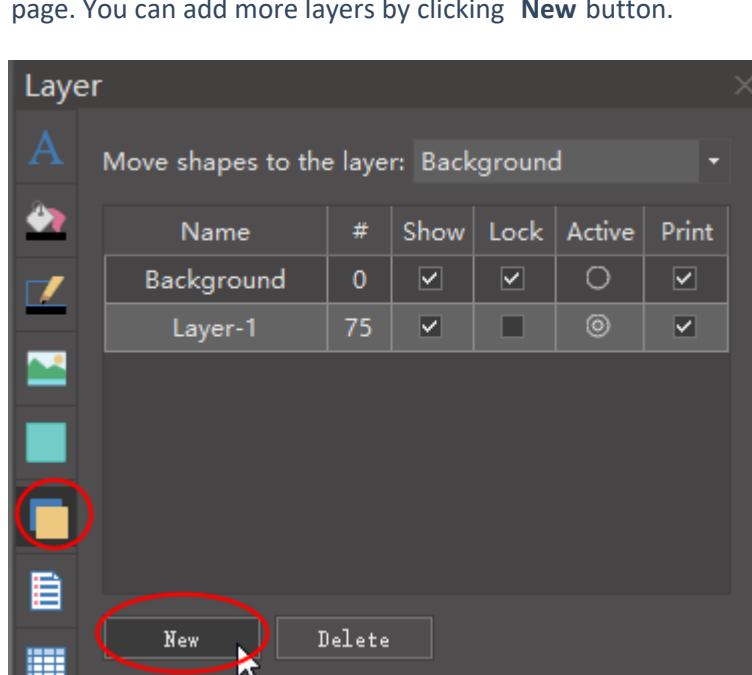 page. You can add more layers by clicking New button.
Layer
Move shapes to the layer: Background
Name # Show Lock Active Print
Background 0
Layer-1 75
New Delete